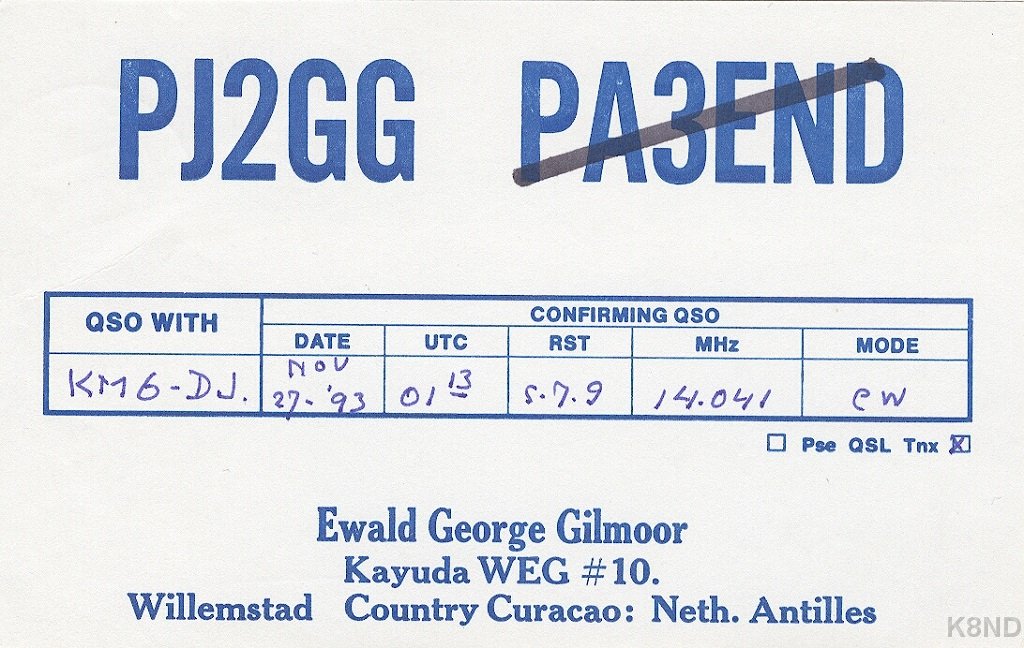 PJ2GG PA3END
QSO WITH
CONFIRMING QSO
DATE UTC RST MHz MODE
KM6-DJ. NOV 27-'93 01 13 5.7.9 14.041 CW
Pse QSL Tnx X
Ewald George Gilmoor
Kayuda WEG #10.
Willemstad Country Curacao: Neth. Antilles
K8ND